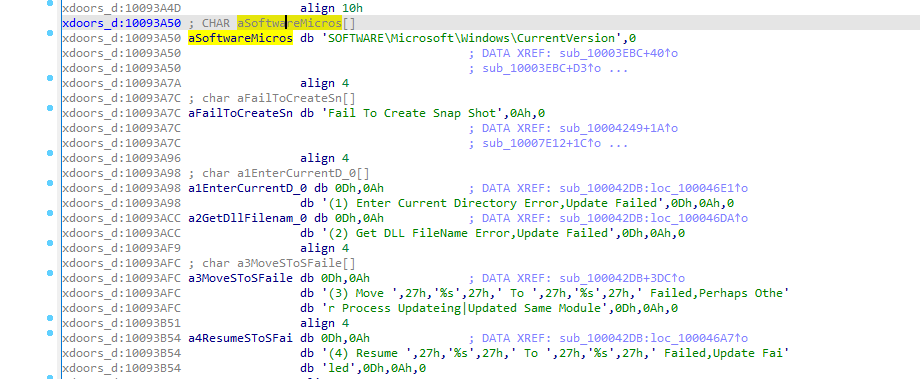 xdoors_d:10093A4D align 10h
xdoors_d:10093A50 ; CHAR aSoftwareMicros[]
xdoors_d:10093A50 aSoftwareMicros db 'SOFTWARE\Microsoft\Windows\CurrentVersion',0
xdoors_d:10093A50 ; DATA XREF: sub_10003EBC+40↑o
xdoors_d:10093A50 ; sub_10003EBC+D3↑o ...
xdoors_d:10093A7A align 4
xdoors_d:10093A7C ; char aFailToCreateSn[]
xdoors_d:10093A7C aFailToCreateSn db 'Fail To Create Snap Shot',0Ah,0
xdoors_d:10093A7C ; DATA XREF: sub_10004249+1A↑o
xdoors_d:10093A7C ; sub_10007E12+1C↑o ...
xdoors_d:10093A96 align 4
xdoors_d:10093A98 ; char a1EnterCurrentD_0[]
xdoors_d:10093A98 a1EnterCurrentD_0 db 0Dh,0Ah ; DATA XREF: sub_100042DB:loc_100046E1↑o
xdoors_d:10093A98 db '(1) Enter Current Directory Error,Update Failed',0Dh,0Ah,0
xdoors_d:10093ACC a2GetDllFilenam_0 db 0Dh,0Ah ; DATA XREF: sub_100042DB:loc_100046DA↑o
xdoors_d:10093ACC db '(2) Get DLL FileName Error,Update Failed',0Dh,0Ah,0
xdoors_d:10093AF9 align 4
xdoors_d:10093AFC ; char a3MoveSToSFaile[]
xdoors_d:10093AFC a3MoveSToSFaile db 0Dh,0Ah ; DATA XREF: sub_100042DB+3DC↑o
xdoors_d:10093AFC db '(3) Move ',27h,'%s',27h,' To ',27h,'%s',27h,' Failed,Perhaps Othe'
xdoors_d:10093AFC db 'r Process Updateing|Updated Same Module',0Dh,0Ah,0
xdoors_d:10093B51 align 4
xdoors_d:10093B54 a4ResumeSToSFai db 0Dh,0Ah ; DATA XREF: sub_100042DB:loc_100046A7↑o
xdoors_d:10093B54 db '(4) Resume ',27h,'%s',27h,' To ',27h,'%s',27h,' Failed,Update Fai'
xdoors_d:10093B54 db 'led',0Dh,0Ah,0